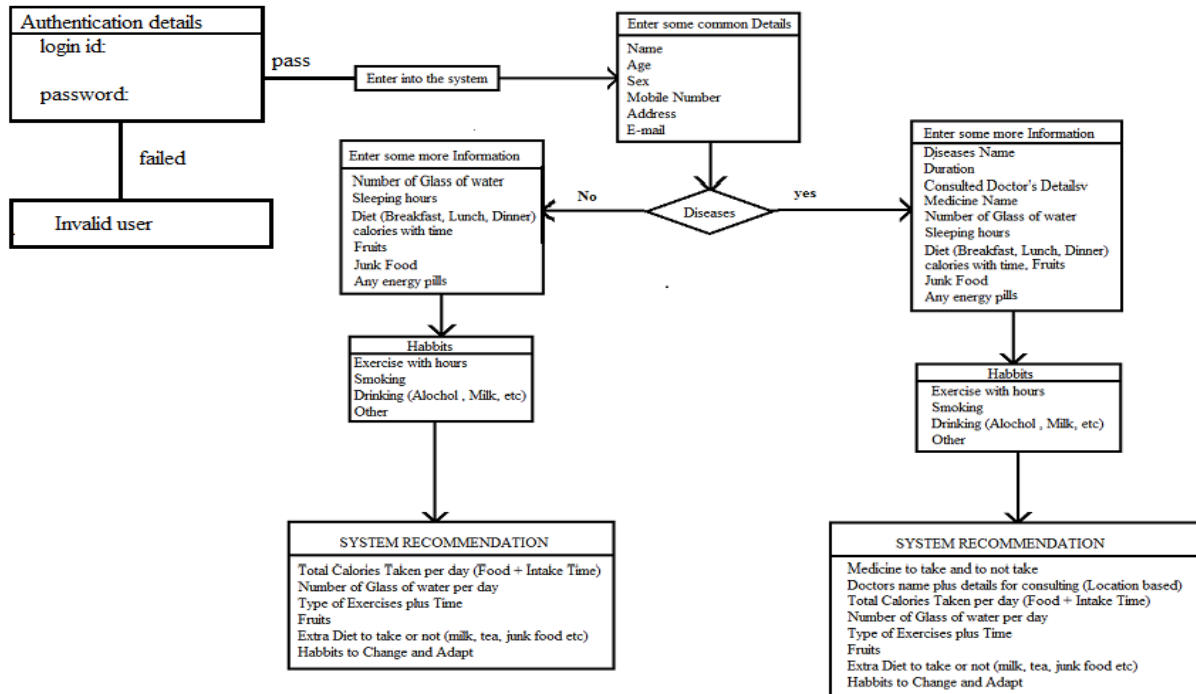 Authentication details
login id:
password:
pass
failed
Invalid user
Enter into the system
Enter some common Details
Name
Age
Sex
Mobile Number
Address
E-mail
Diseases
No
yes
Enter some more Information
Number of Glass of water
Sleeping hours
Diet (Breakfast, Lunch, Dinner)
calories with time
Fruits
Junk Food
Any energy pills
Habbits
Exercise with hours
Smoking
Drinking (Alochol , Milk, etc)
Other
SYSTEM RECOMMENDATION
Total Calories Taken per day (Food + Intake Time)
Number of Glass of water per day
Type of Exercises plus Time
Fruits
Extra Diet to take or not (milk, tea, junk food etc)
Habbits to Change and Adapt
Enter some more Information
Diseases Name
Duration
Consulted Doctor's Detailsv
Medicine Name
Number of Glass of water
Sleeping hours
Diet (Breakfast, Lunch, Dinner)
calories with time, Fruits
Junk Food
Any energy pills
Habbits
Exercise with hours
Smoking
Drinking (Alochol , Milk, etc)
Other
SYSTEM RECOMMENDATION
Medicine to take and to not take
Doctors name plus details for consulting (Location based)
Total Calories Taken per day (Food + Intake Time)
Number of Glass of water per day
Type of Exercises plus Time
Fruits
Extra Diet to take or not (milk, tea, junk food etc)
Habbits to Change and Adapt